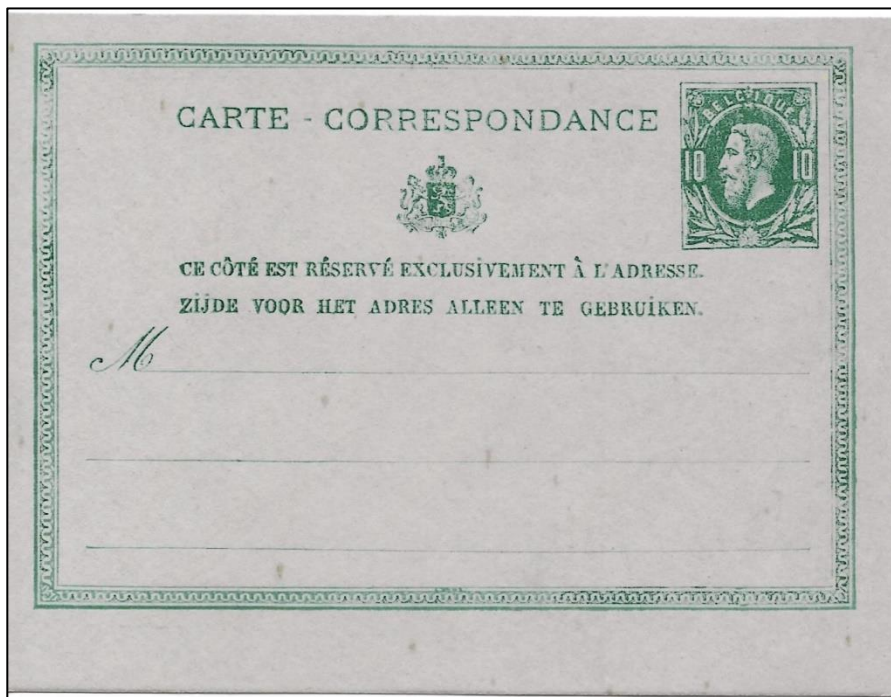 CARTE - CORRESPONDANCE
BELGIQUE
10 10
CE CÔTÉ EST RÉSERVÉ EXCLUSIVEMENT À L'ADRESSE.
ZIJDE VOOR HET ADRES ALLEEN TE GEBRUIKEN.
M